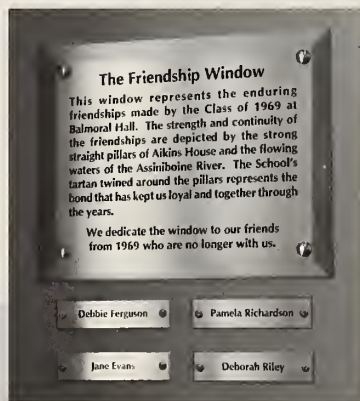 The Friendship Window
This window represents the enduring
friendships made by the Class of 1969 at
Balmoral Hall. The strength and continuity of
the friendships are depicted by the strong
straight pillars of Aikins House and the flowing
waters of the Assiniboine River. The School's
tartan twined around the pillars represents the
bond that has kept us loyal and together through
the years.
We dedicate the window to our friends
from 1969 who are no longer with us.
Debbie Ferguson
Pamela Richardson
Jane Evans
Deborah Riley